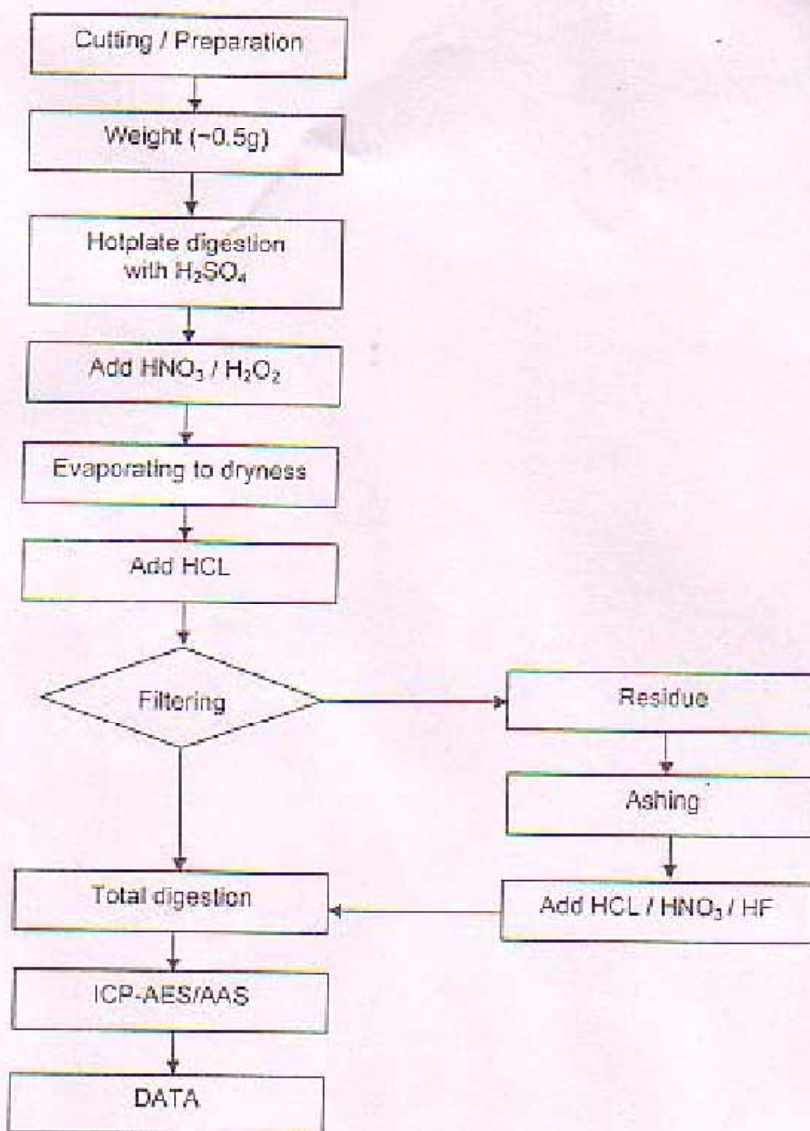 Cutting / Preparation
Weight (~0.5g)
Hotplate digestion
with H₂SO₄
Add HNO₃ / H₂O₂
Evaporating to dryness
Add HCL
Filtering
Residue
Ashing
Add HCL / HNO₃ / HF
Total digestion
ICP-AES/AAS
DATA